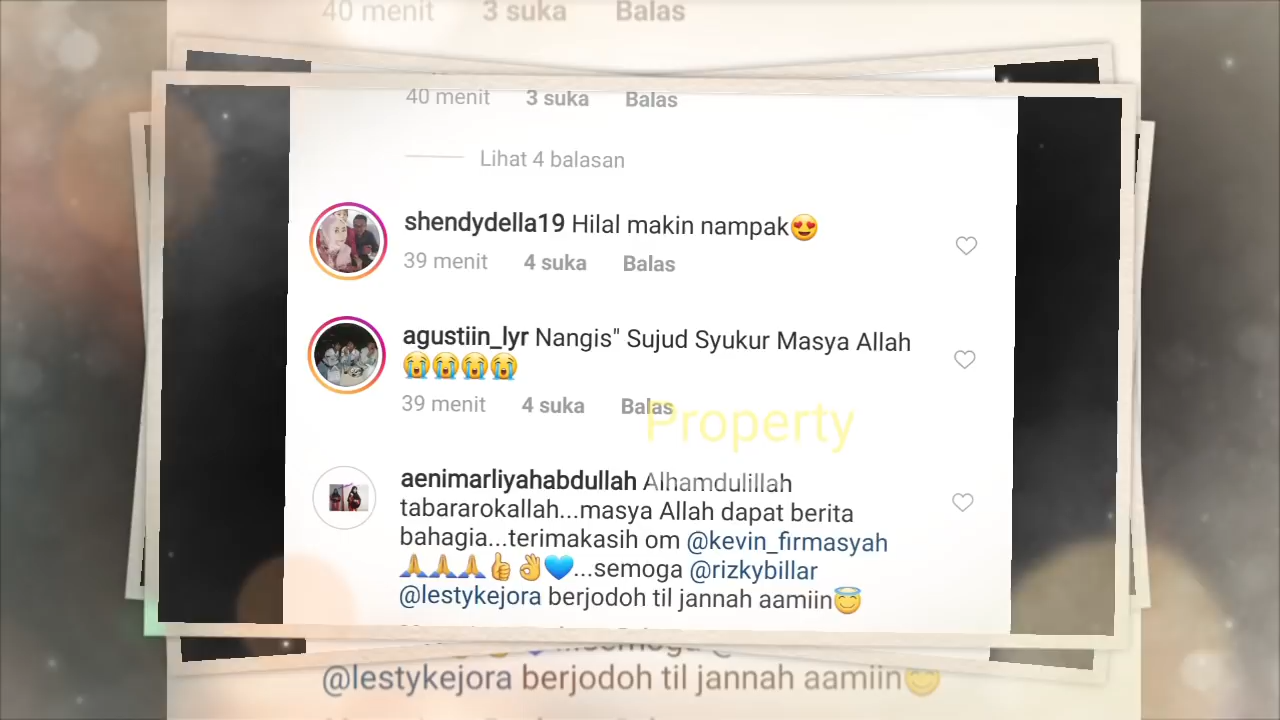 40 menit 3 suka Balas
40 menit 3 suka Balas
Lihat 4 balasan
shendydella19 Hilal makin nampak😍
39 menit 4 suka Balas
agustiin_lyr Nangis" Sujud Syukur Masya Allah
😭😭😭😭
39 menit 4 suka Balas
Property
aenimarliyahabdullah Alhamdulillah
tabararokallah...masya Allah dapat berita
bahagia...terimakasih om @kevin_firmasyah
🙏🙏🙏👍👌💙...semoga @rizkybillar
@lestykejora berjodoh til jannah aamiin😇
...semoga
@lestykejora berjodoh til jannah aamiin😇